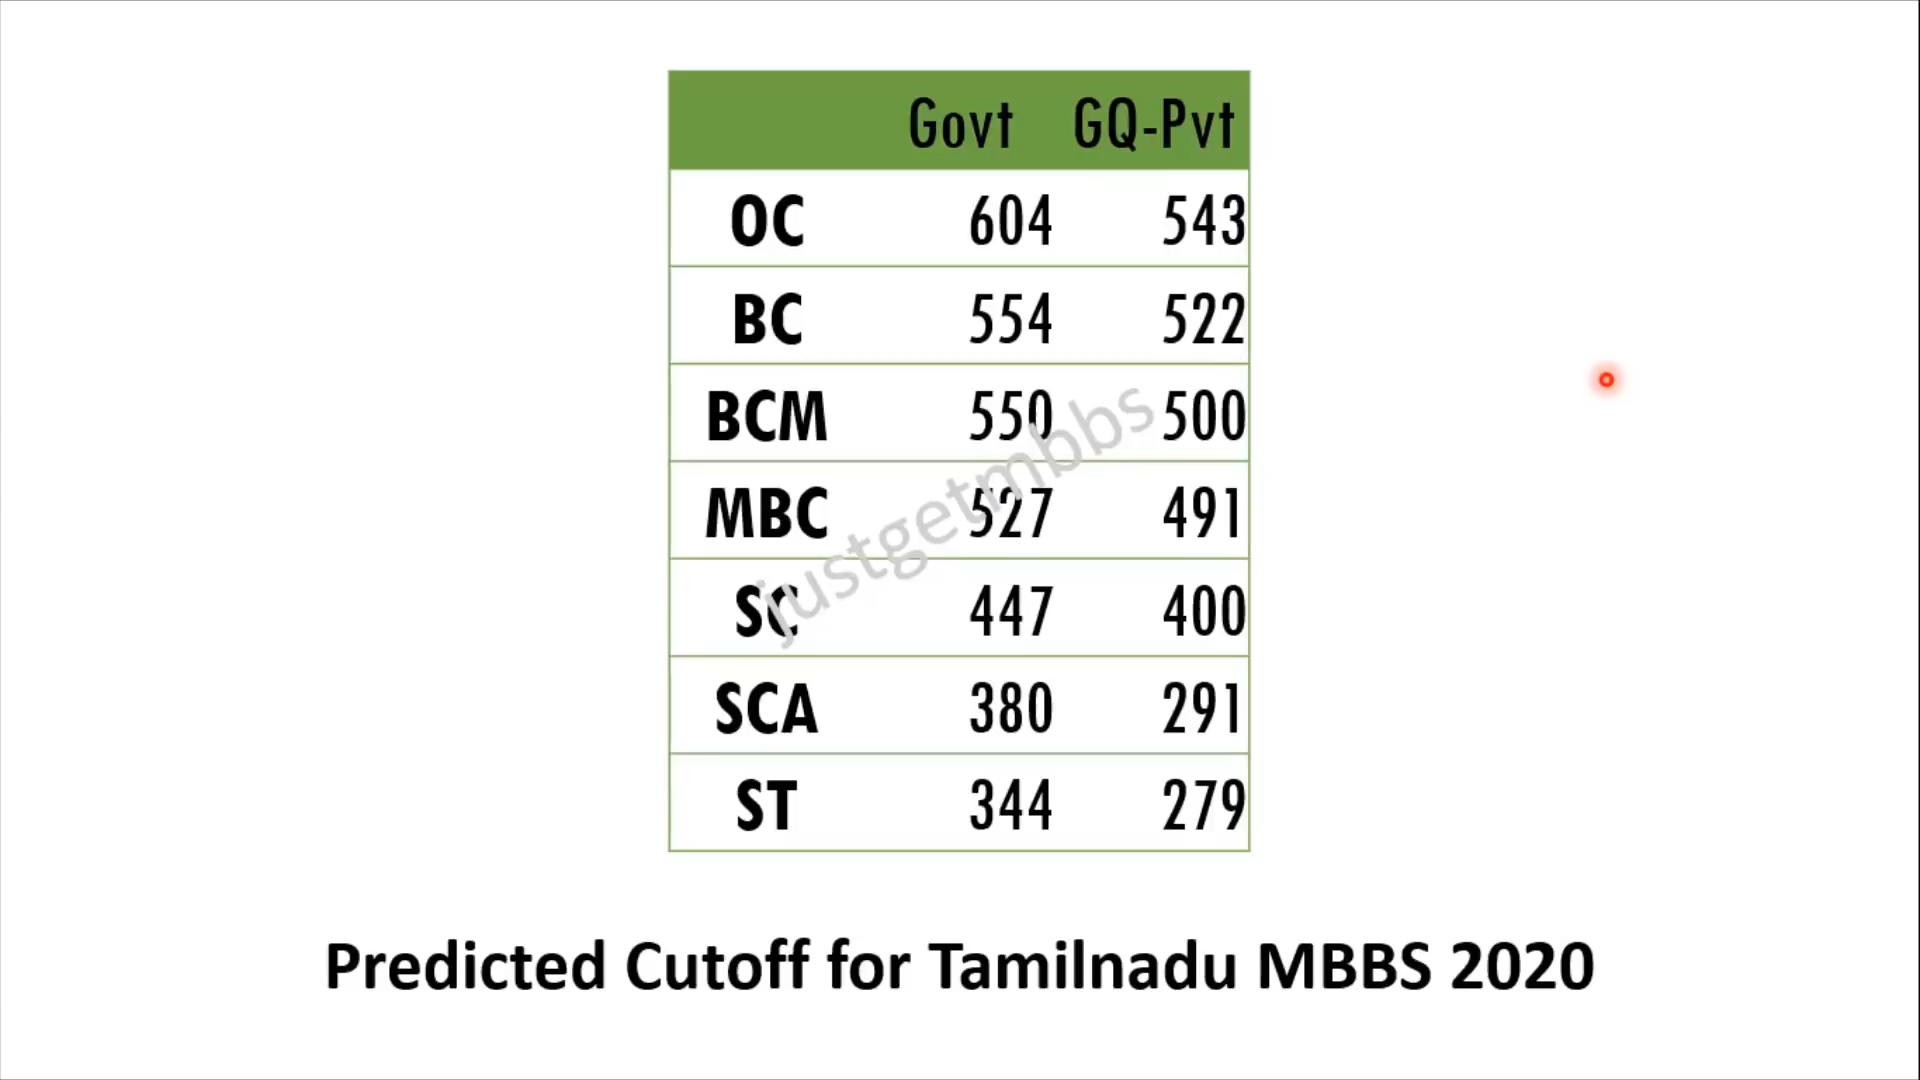 Govt GQ-Pvt
OC 604 543
BC 554 522
BCM 550 500
MBC 527 491
SC 447 400
SCA 380 291
ST 344 279
justgetmbbs
Predicted Cutoff for Tamilnadu MBBS 2020